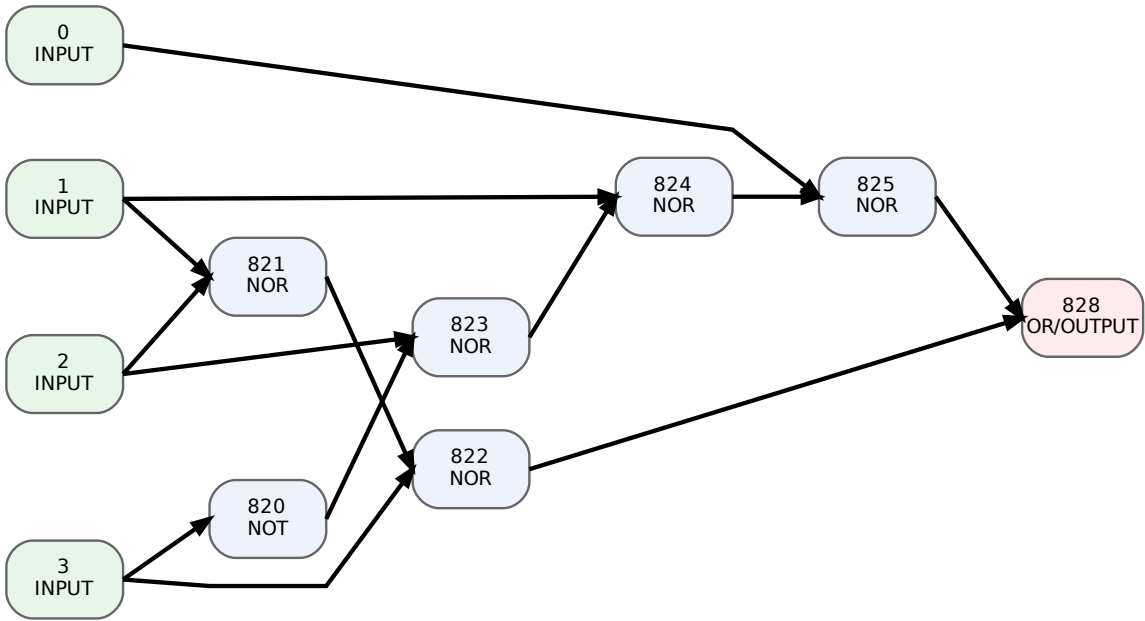 0
INPUT
1
INPUT
824
NOR
825
NOR
821
NOR
828
OR/OUTPUT
823
NOR
2
INPUT
822
NOR
820
NOT
3
INPUT